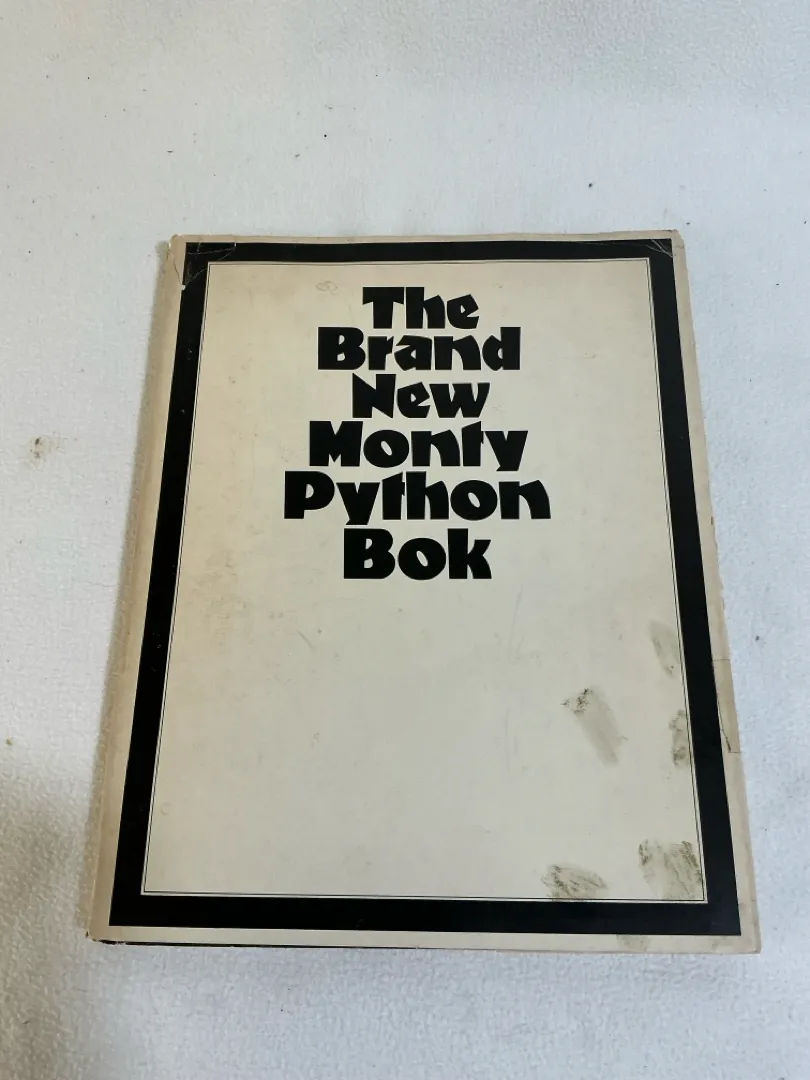 The
Brand
New
Monty
Python
Bok